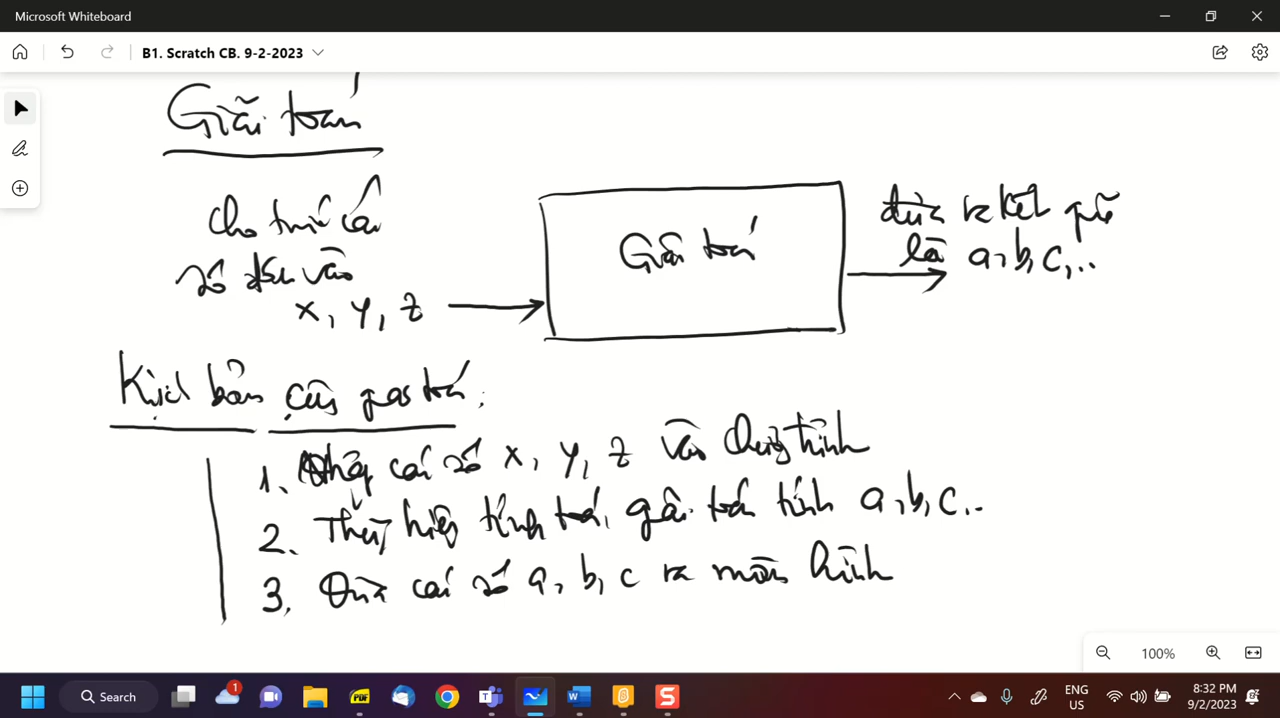 Microsoft Whiteboard
B1. Scratch CB. 9-2-2023
Giải toán
cho trước các
số đầu vào
x, y, z
Giải toán
đưa ra kết quả
là a, b, c,...
Kịch bản của giải toán:
1. Nhập các số x, y, z vào chương trình
2. Thực hiện tính toán, giải toán tính a, b, c...
3. Đưa các số a, b, c ra màn hình
100%
Search
1
PDF
W
S
ENG
US
8:32 PM
9/2/2023